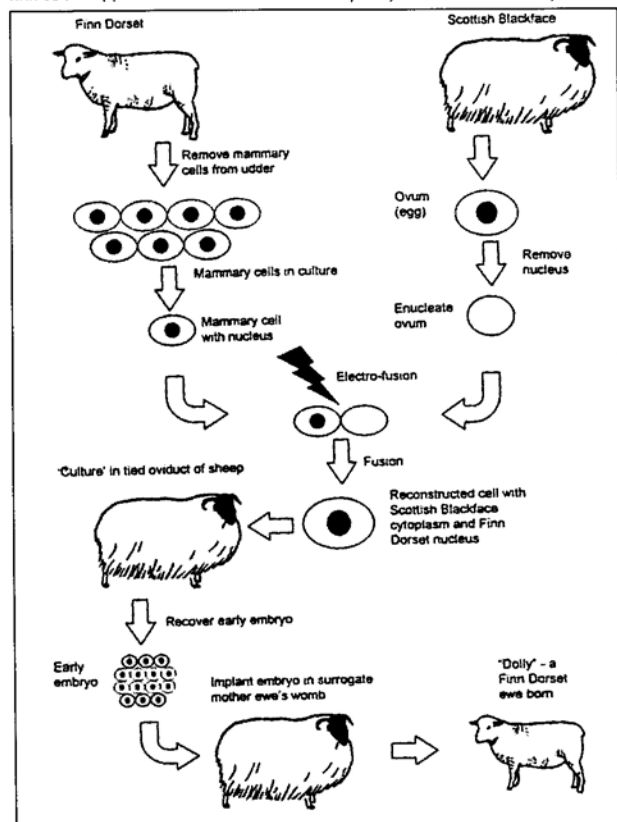 Finn Dorset
Scottish Blackface
Remove mammary
cells from udder
Ovum
(egg)
Mammary cells in culture
Remove
nucleus
Mammary cell
with nucleus
Enucleate
ovum
Electro-fusion
Fusion
'Culture' in tied oviduct of sheep
Reconstructed cell with
Scottish Blackface
cytoplasm and Finn
Dorset nucleus
Recover early embryo
Early
embryo
Implant embryo in surrogate
mother ewe's womb
"Dolly" - a
Finn Dorset
ewe born